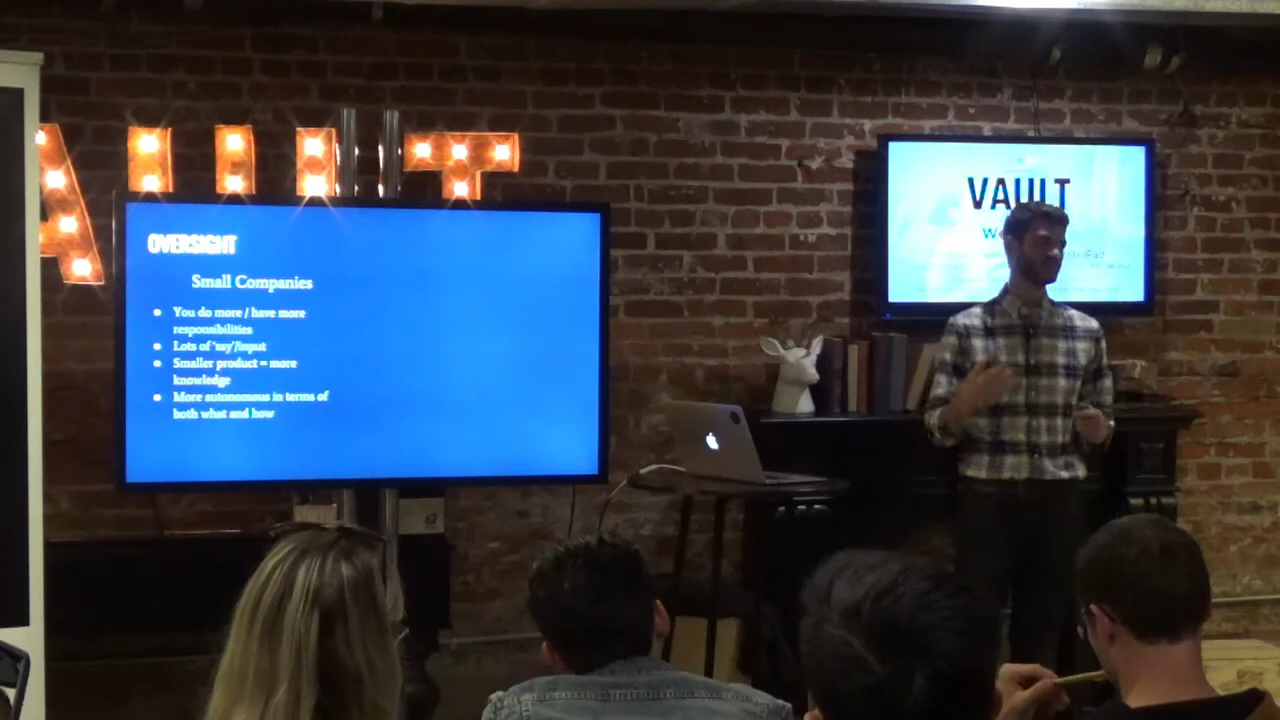 OVERSIGHT
Small Companies
You do more / have more
responsibilities
Lots of 'say'/input
Smaller product = more
knowledge
More autonomous in terms of
both what and how
VAULT
iPad